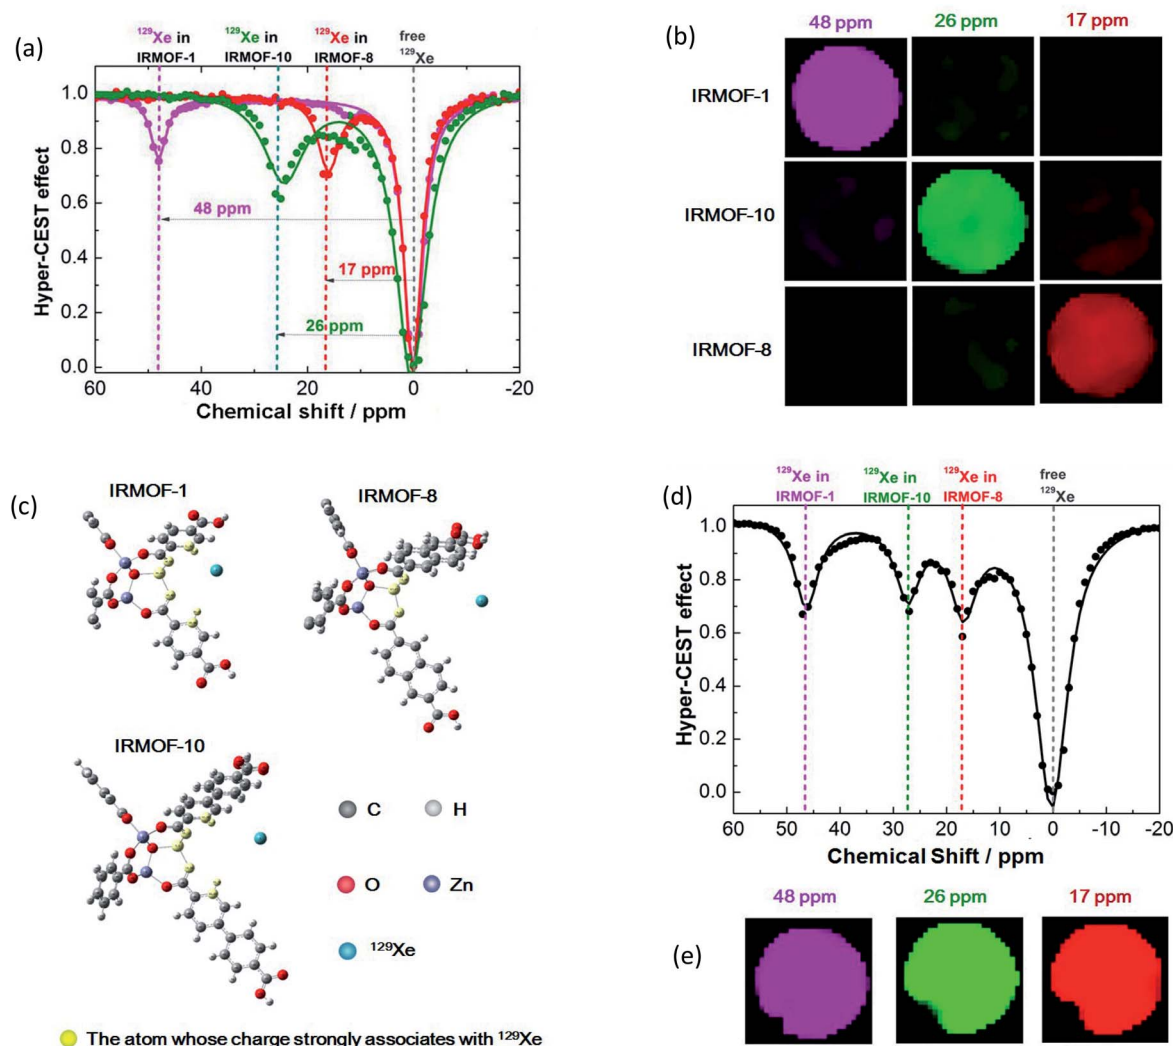 (a)
¹²⁹Xe in IRMOF-1
¹²⁹Xe in IRMOF-10
¹²⁹Xe in IRMOF-8
free ¹²⁹Xe
1.0
0.8
0.6
0.4
0.2
0.0
Hyper-CEST effect
48 ppm
17 ppm
26 ppm
60 40 20 0 -20
Chemical shift / ppm
(b)
48 ppm 26 ppm 17 ppm
IRMOF-1
IRMOF-10
IRMOF-8
(c)
IRMOF-1
IRMOF-8
IRMOF-10
C H
O Zn
¹²⁹Xe
The atom whose charge strongly associates with ¹²⁹Xe
(d)
¹²⁹Xe in IRMOF-1
¹²⁹Xe in IRMOF-10
¹²⁹Xe in IRMOF-8
free ¹²⁹Xe
1.0
0.8
0.6
0.4
0.2
0.0
Hyper-CEST effect
60 50 40 30 20 10 0 -10 -20
Chemical Shift / ppm
(e)
48 ppm 26 ppm 17 ppm